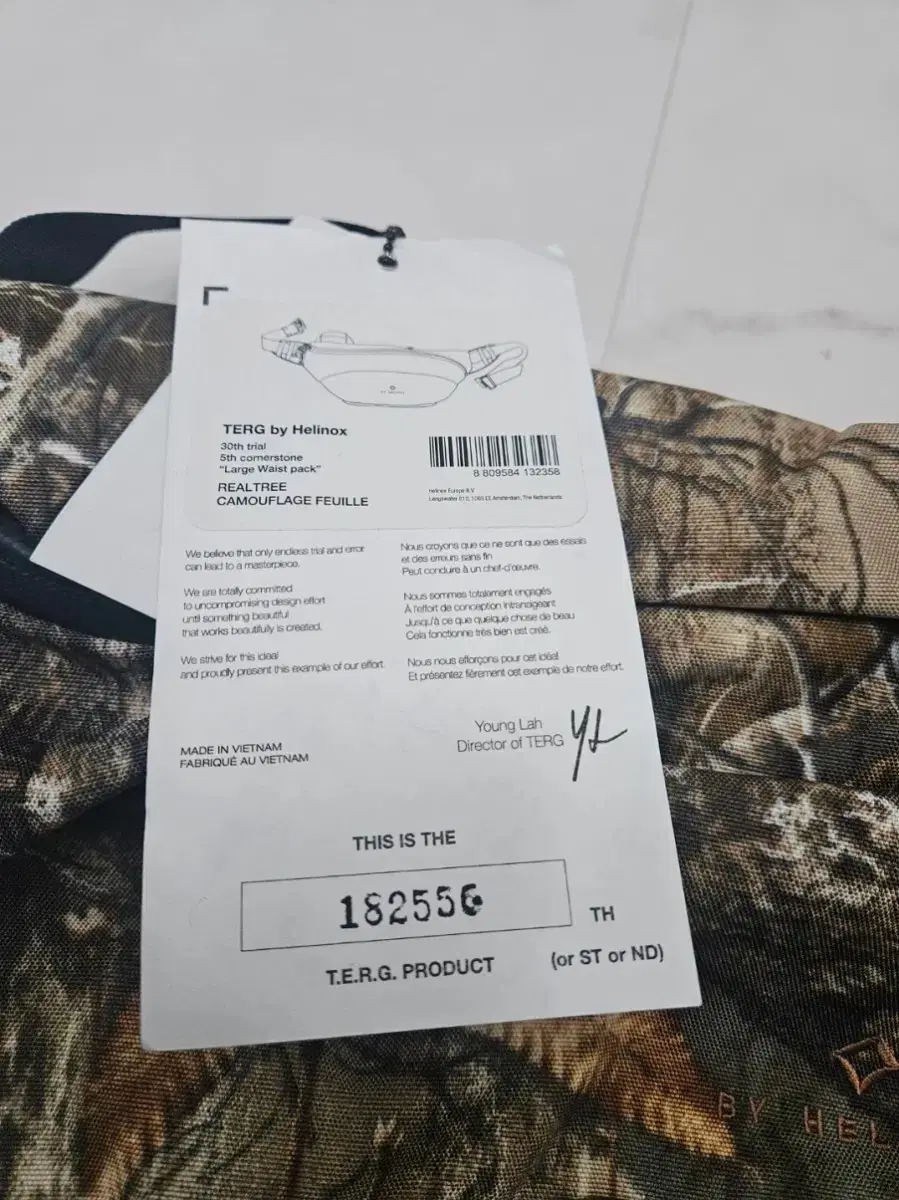 TERG by Helinox
30th trial
5th cornerstone
"Large Waist pack"
REALTREE
CAMOUFLAGE FEUILLE
8 809584 132358
Helinox Europe B.V
Amsterdam, The Netherlands
We believe that only endless trial and error
can lead to a masterpiece.
We are totally committed
to uncompromising design effort
until something beautiful
that works beautifully is created.
We strive for this ideal
and proudly present this example of our effort.
Nous croyons que ce ne sont que des essais
et des erreurs sans fin
Peut conduire à un chef-d'œuvre.
Nous sommes totalement engagés
À l'effort de conception intransigeant
Jusqu'à ce que quelque chose de beau
Cela fonctionne très bien est créé.
Nous nous efforçons pour cet idéal
Et présentez fièrement cet exemple de notre effort.
Young Lah
Director of TERG
MADE IN VIETNAM
FABRIQUÉ AU VIETNAM
THIS IS THE
182556
TH
T.E.R.G. PRODUCT
(or ST or ND)
BY HEL